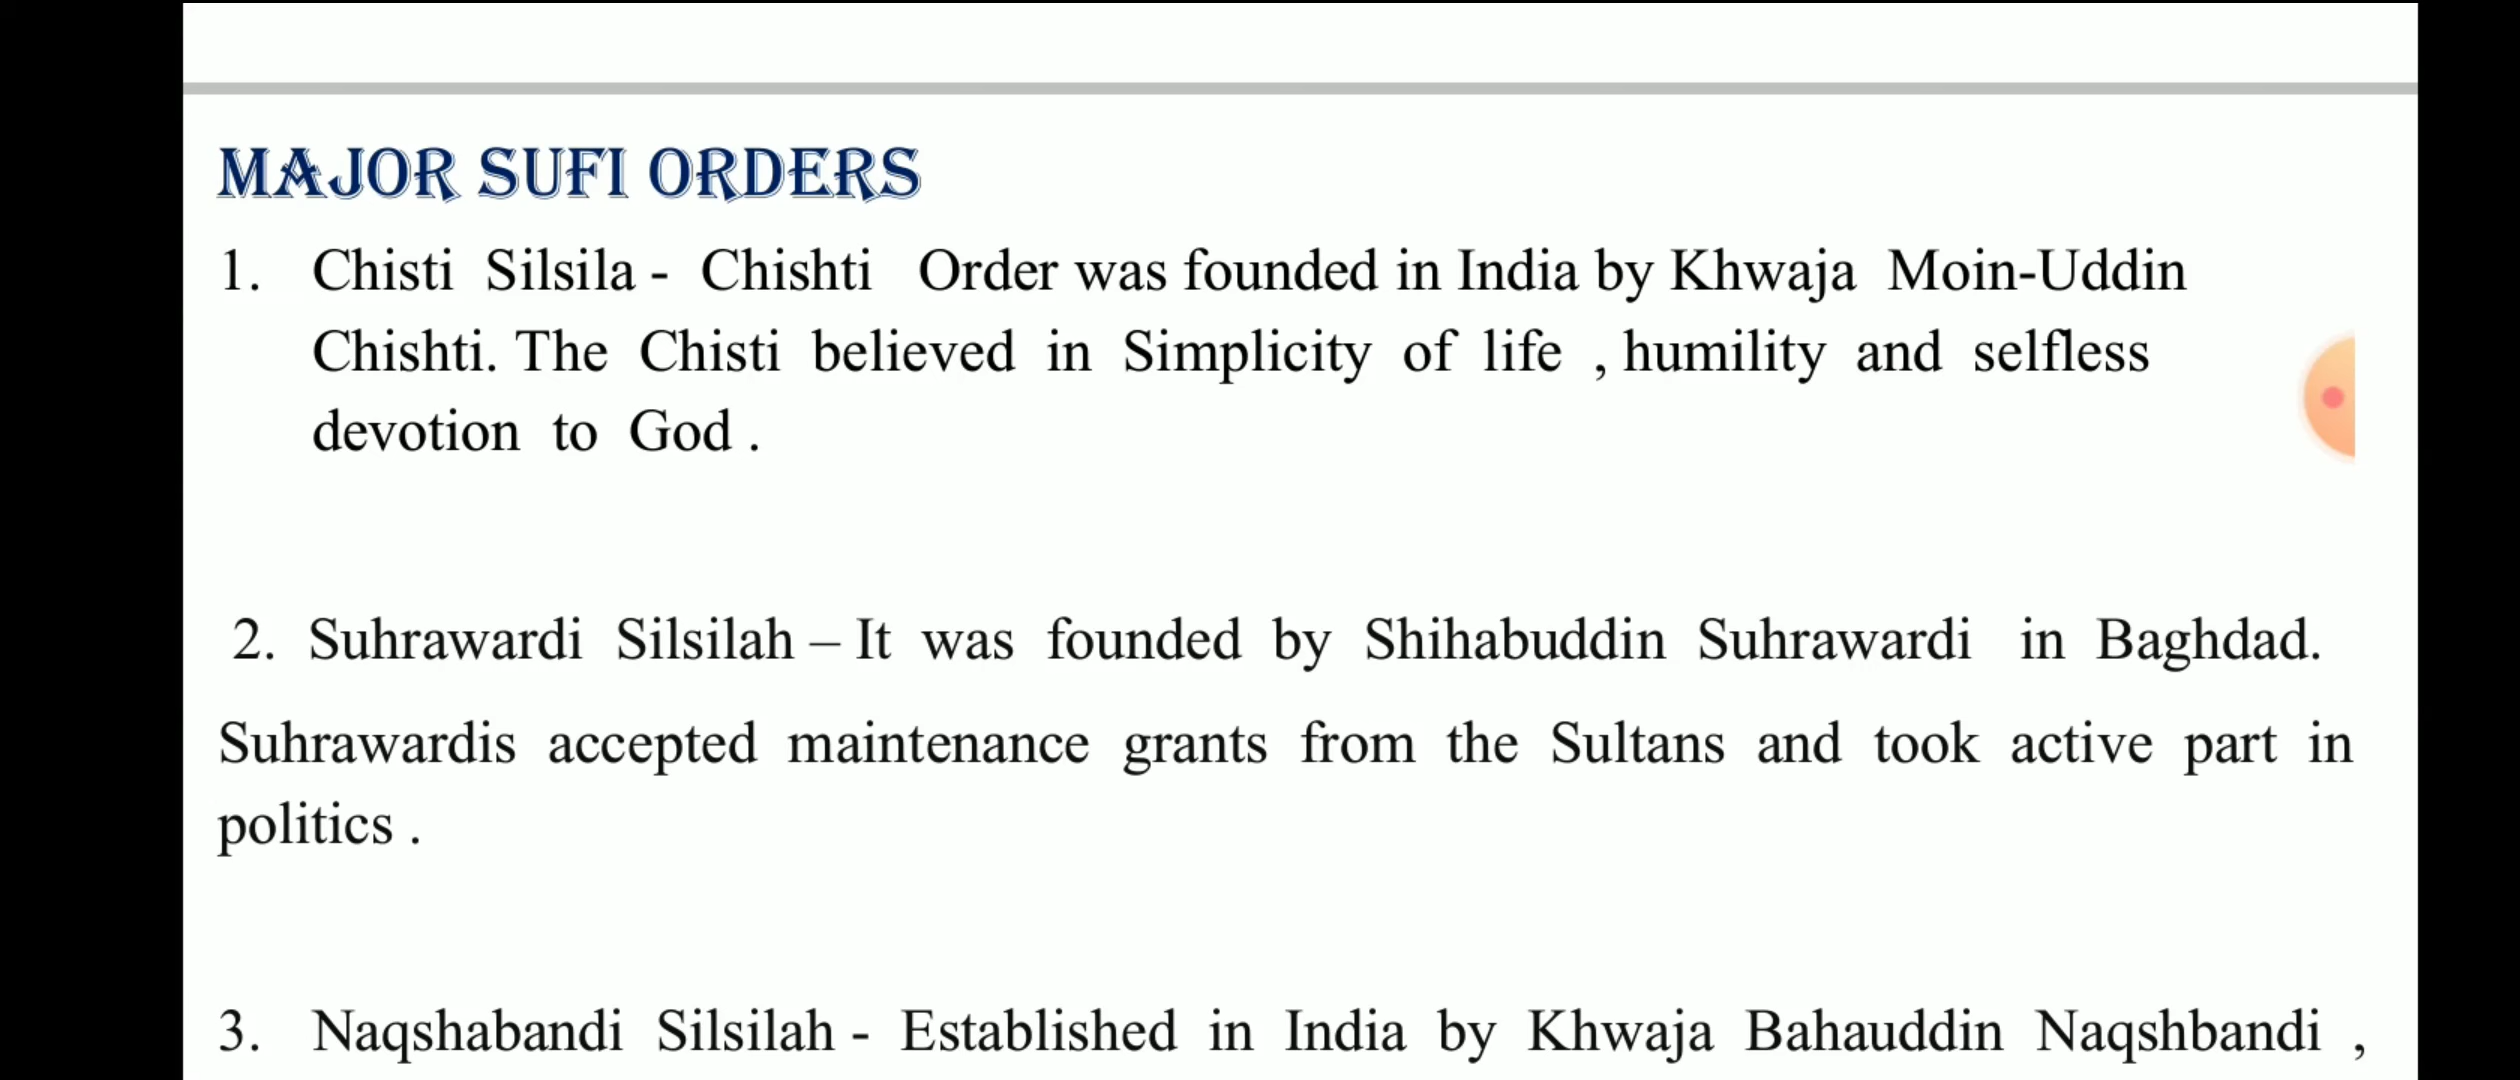 MAJOR SUFI ORDERS
1. Chisti Silsila - Chishti Order was founded in India by Khwaja Moin-Uddin
Chishti. The Chisti believed in Simplicity of life , humility and selfless
devotion to God .
2. Suhrawardi Silsilah – It was founded by Shihabuddin Suhrawardi in Baghdad.
Suhrawardis accepted maintenance grants from the Sultans and took active part in
politics .
3. Naqshabandi Silsilah - Established in India by Khwaja Bahauddin Naqshbandi ,